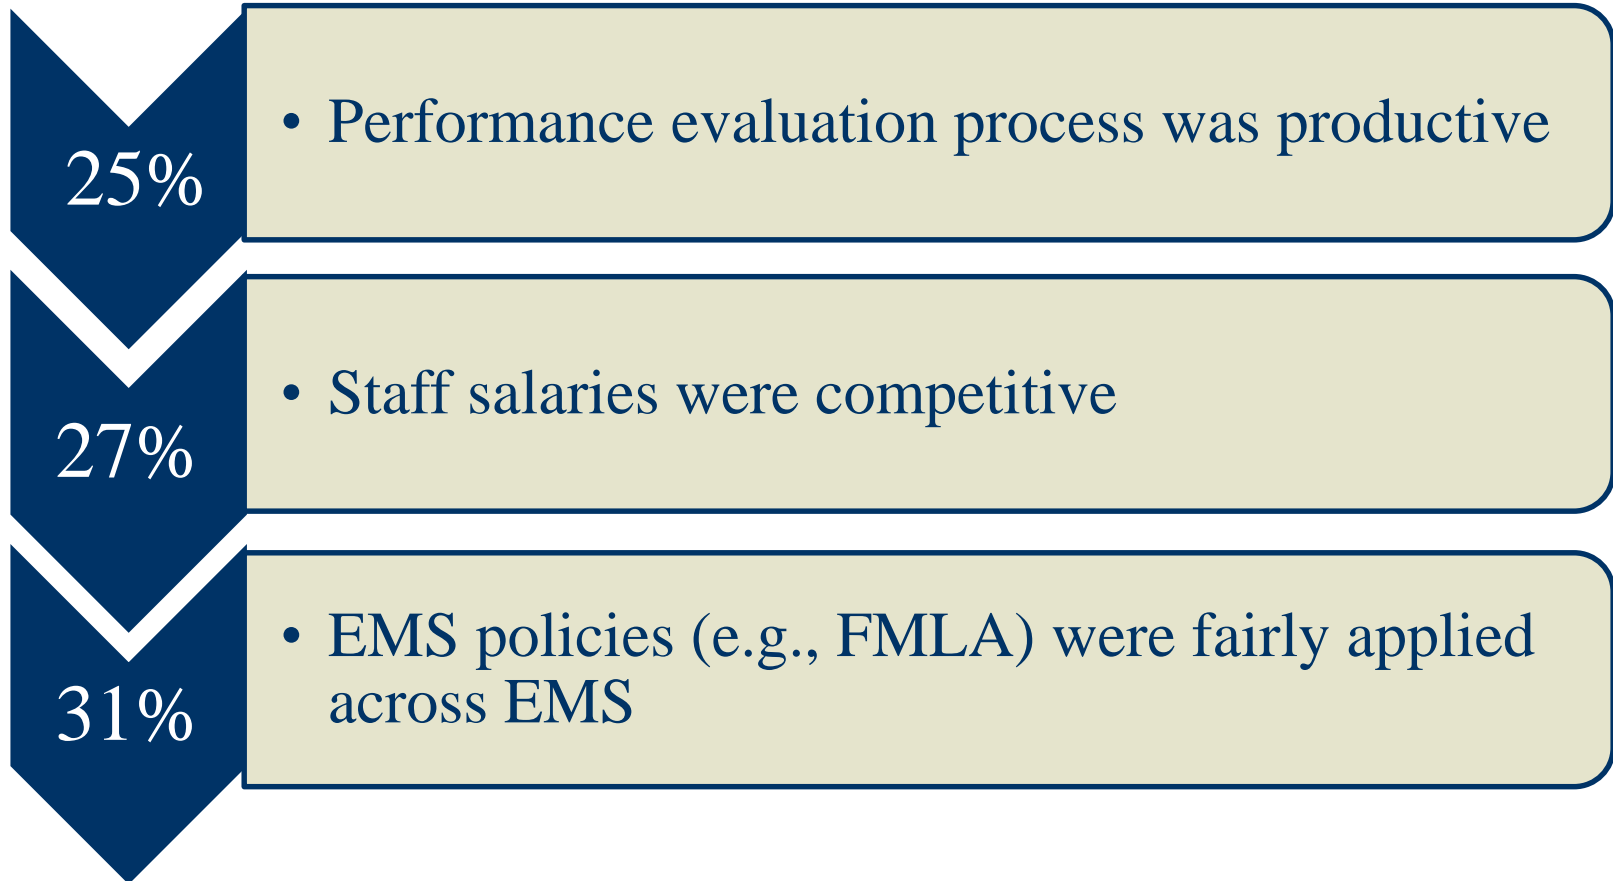 25%
• Performance evaluation process was productive
27%
• Staff salaries were competitive
31%
• EMS policies (e.g., FMLA) were fairly applied
across EMS